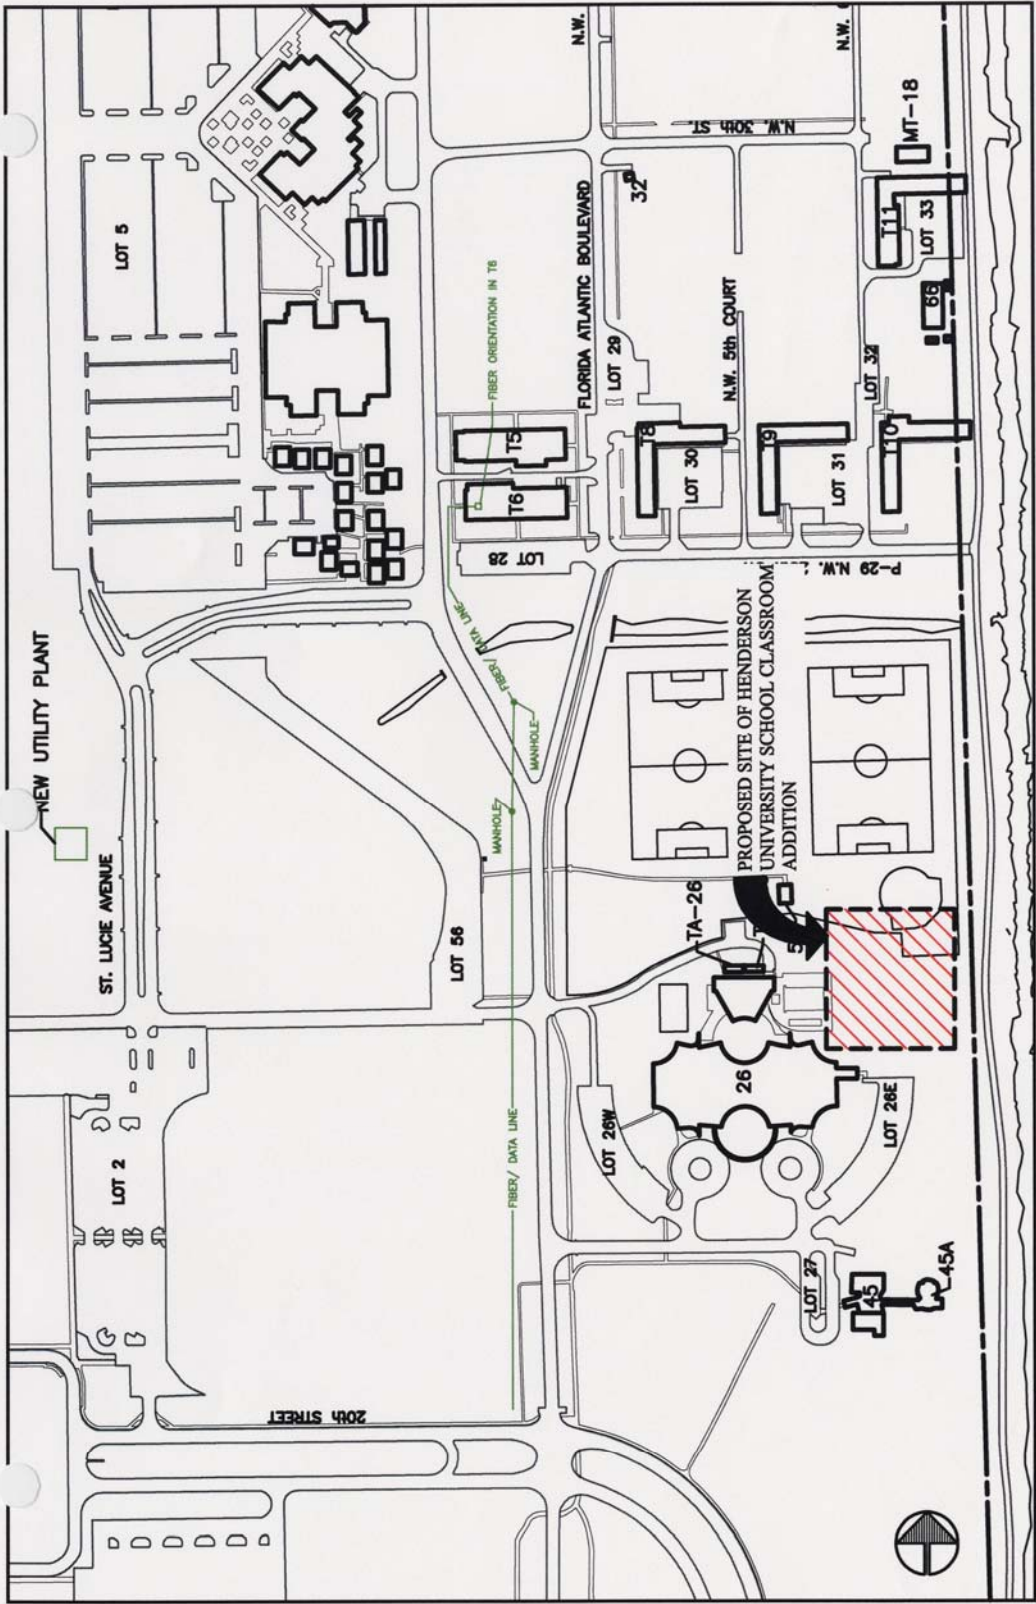 N.W.
N.W.
N.W. 30th ST.
MT-18
LOT 5
32
T11
LOT 33
FLORIDA ATLANTIC BOULEVARD
FIBER ORIENTATION IN T6
66
LOT 29
N.W. 5th COURT
LOT 32
T5
T8
T9
T10
T6
LOT 30
LOT 31
LOT 28
P-29 N.W.
FIBER/ DATA LINE
NEW UTILITY PLANT
MANHOLE
MANHOLE
PROPOSED SITE OF HENDERSON
UNIVERSITY SCHOOL CLASSROOM
ADDITION
ST. LUCIE AVENUE
LOT 56
TA-26
T
5
26
LOT 26W
LOT 26E
FIBER/ DATA LINE
LOT 2
LOT 27
45
45A
20th STREET